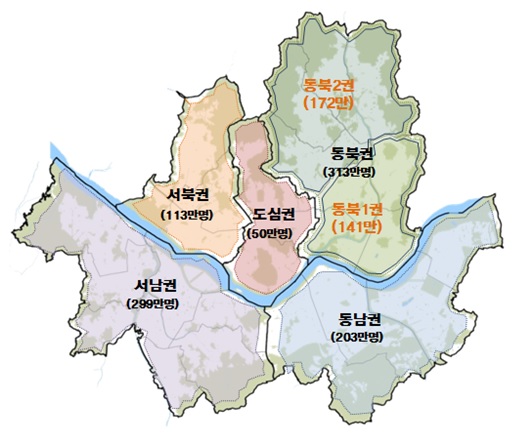 동북2권
(172만)
동북권
(313만명)
서북권
(113만명)
도심권
(50만명)
동북1권
(141만)
서남권
(299만명)
동남권
(203만명)